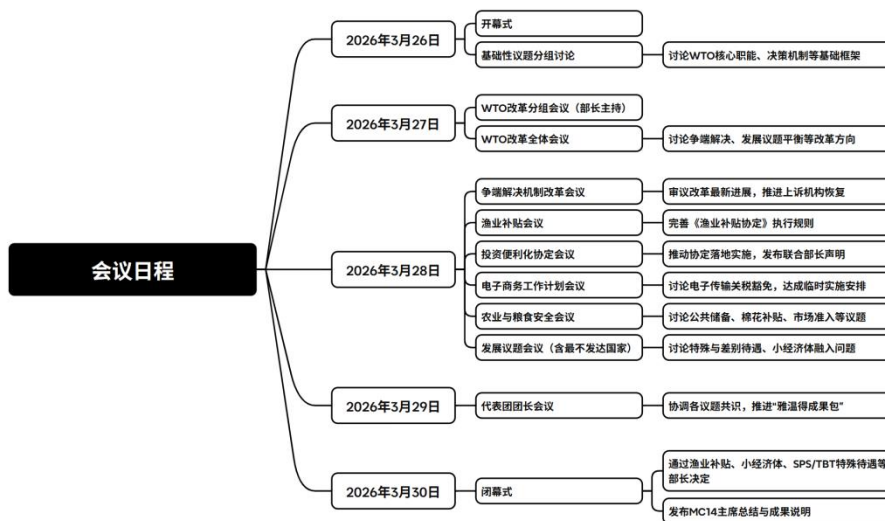 会议日程
2026年3月26日
开幕式
基础性议题分组讨论
讨论WTO核心职能、决策机制等基础框架
2026年3月27日
WTO改革分组会议（部长主持）
WTO改革全体会议
讨论争端解决、发展议题平衡等改革方向
2026年3月28日
争端解决机制改革会议
审议改革最新进展，推进上诉机构恢复
渔业补贴会议
完善《渔业补贴协定》执行规则
投资便利化协定会议
推动协定落地实施，发布联合部长声明
电子商务工作计划会议
讨论电子传输关税豁免，达成临时实施安排
农业与粮食安全会议
讨论公共储备、棉花补贴、市场准入等议题
发展议题会议（含最不发达国家）
讨论特殊与差别待遇、小经济体融入问题
2026年3月29日
代表团团长会议
协调各议题共识，推进“雅温得成果包”
2026年3月30日
闭幕式
通过渔业补贴、小经济体、SPS/TBT特殊待遇等
部长决定
发布MC14主席总结与成果说明